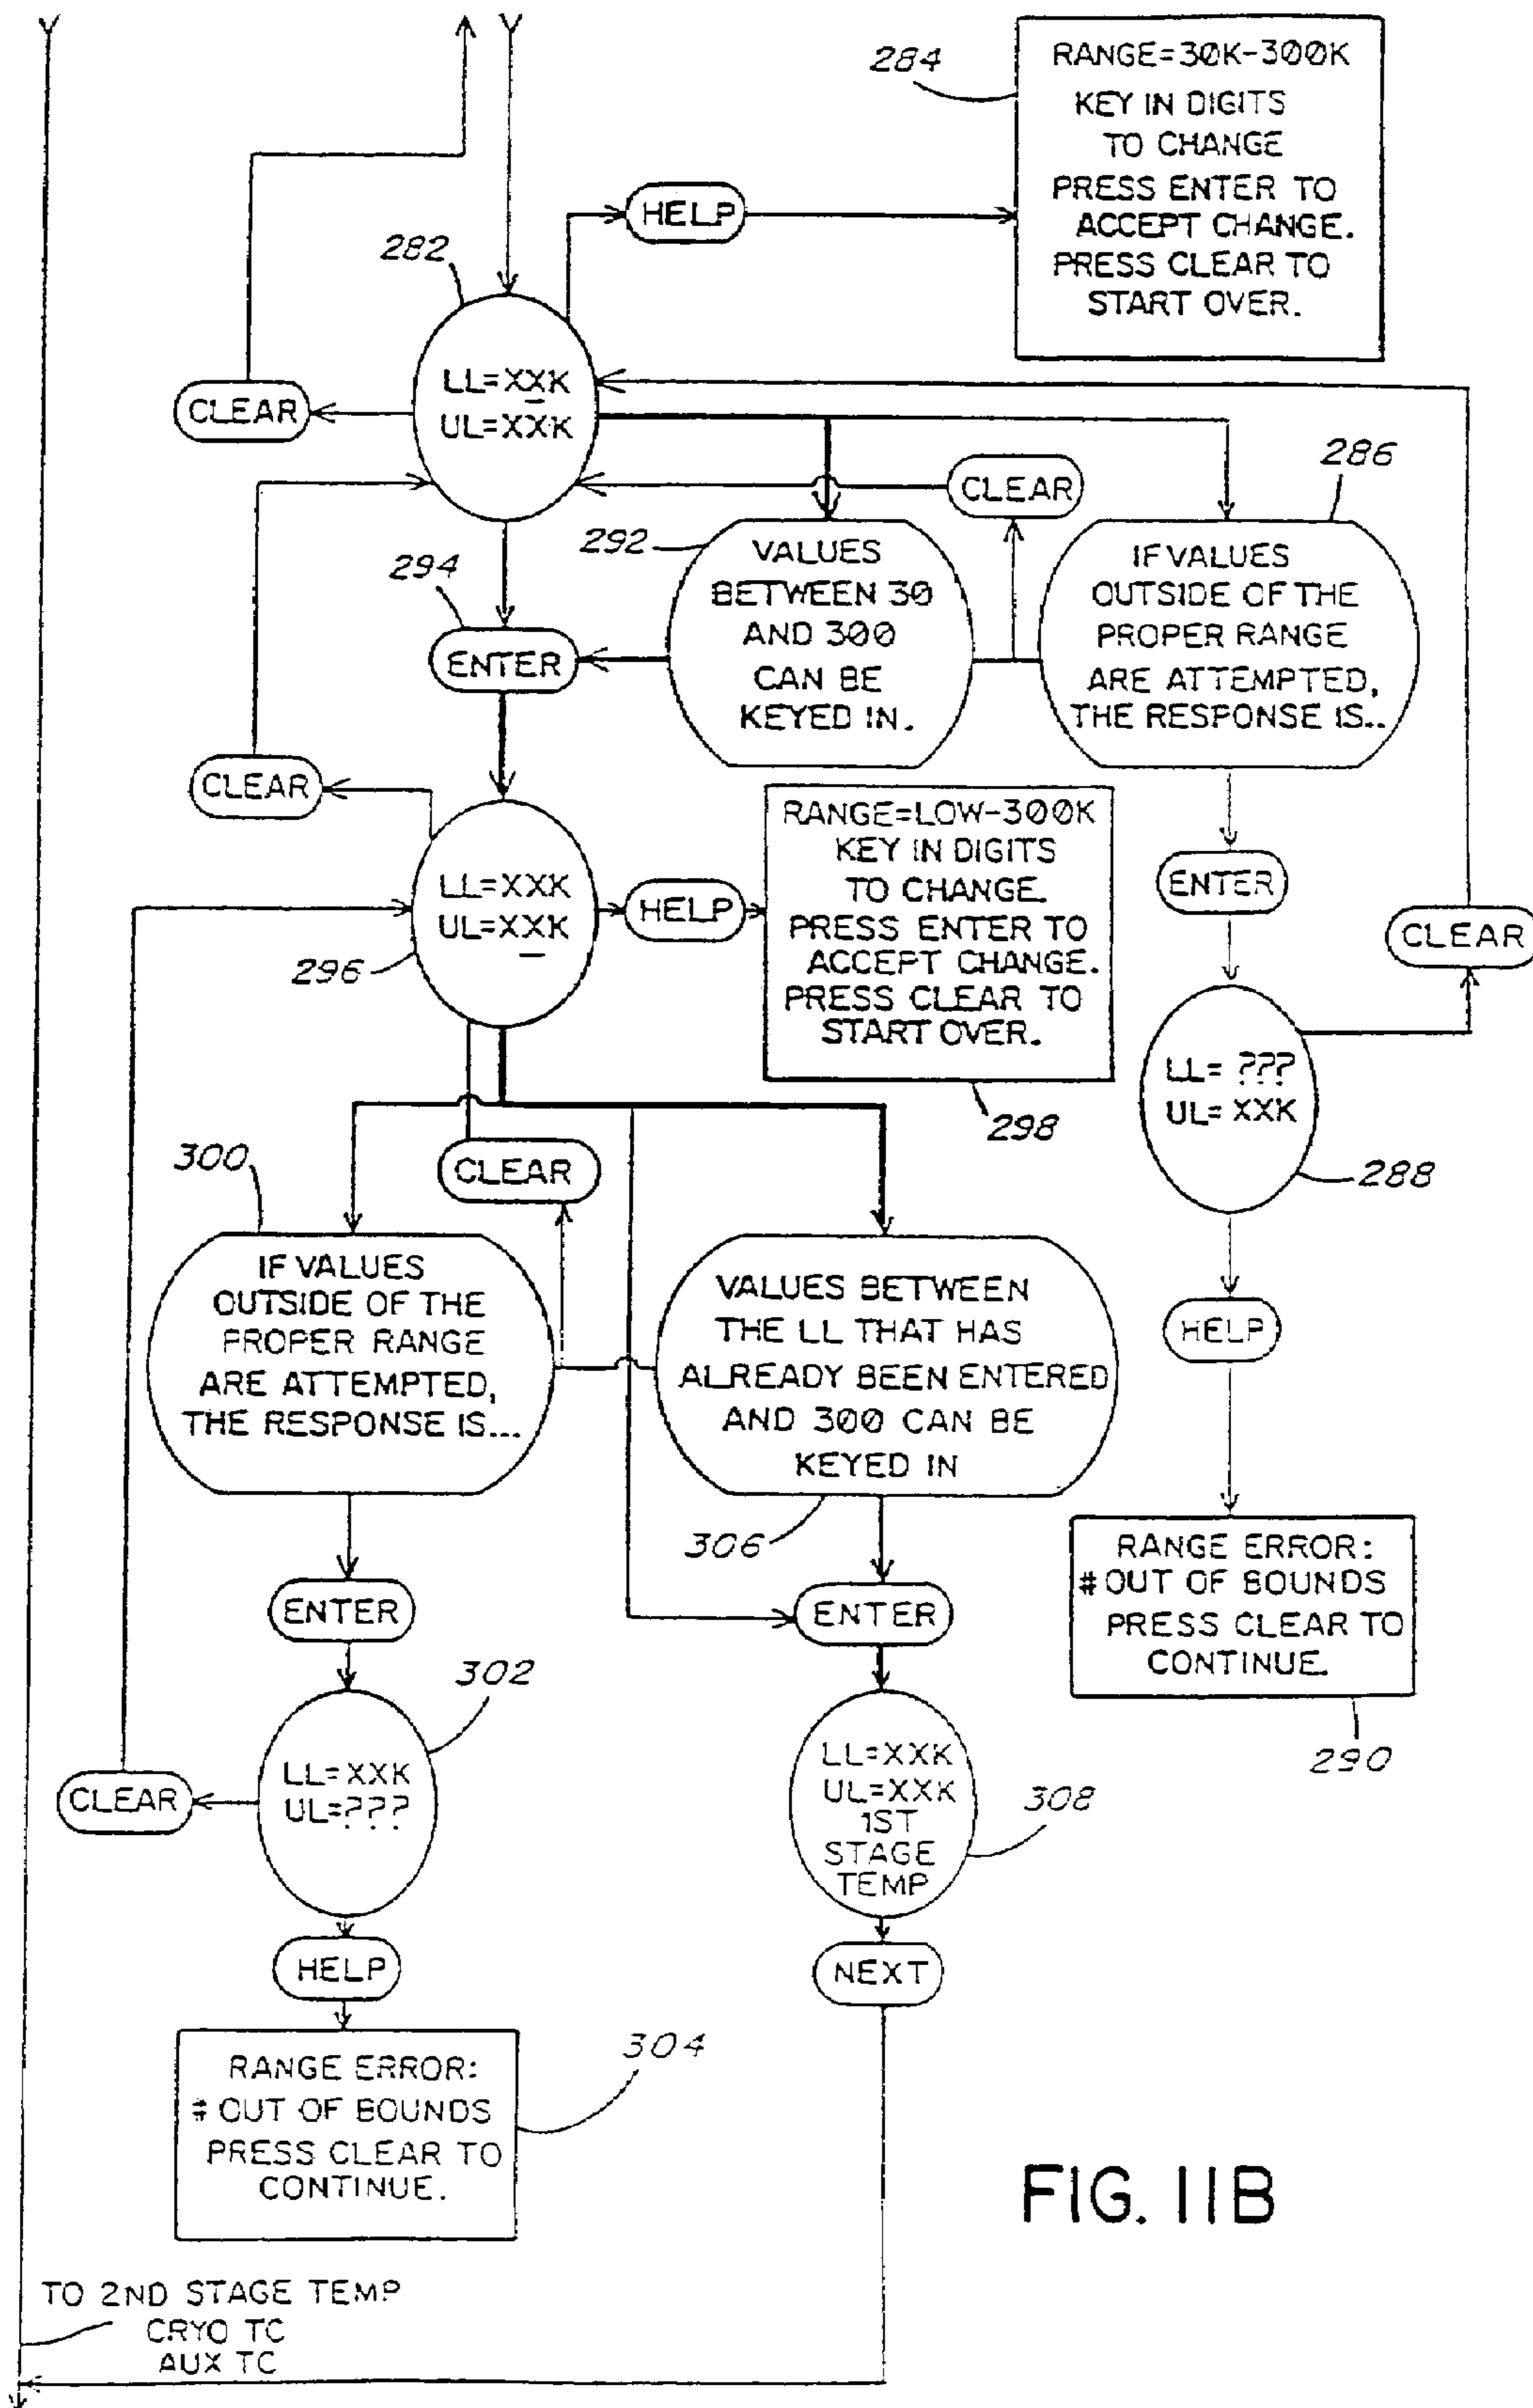 284
RANGE=30K-300K
KEY IN DIGITS
TO CHANGE
PRESS ENTER TO
ACCEPT CHANGE.
PRESS CLEAR TO
START OVER.
HELP
282
LL=XXK
UL=XXK
CLEAR
CLEAR
286
292
VALUES
BETWEEN 30
AND 300
CAN BE
KEYED IN.
IF VALUES
OUTSIDE OF THE
PROPER RANGE
ARE ATTEMPTED,
THE RESPONSE IS...
294
ENTER
CLEAR
RANGE=LOW-300K
KEY IN DIGITS
TO CHANGE.
PRESS ENTER TO
ACCEPT CHANGE.
PRESS CLEAR TO
START OVER.
298
LL=XXK
UL=XXK
296
HELP
ENTER
CLEAR
LL= ???
UL= XXK
288
HELP
RANGE ERROR:
# OUT OF BOUNDS
PRESS CLEAR TO
CONTINUE.
290
CLEAR
300
IF VALUES
OUTSIDE OF THE
PROPER RANGE
ARE ATTEMPTED,
THE RESPONSE IS...
VALUES BETWEEN
THE LL THAT HAS
ALREADY BEEN ENTERED
AND 300 CAN BE
KEYED IN
306
ENTER
ENTER
302
LL=XXK
UL=???
CLEAR
LL=XXK
UL=XXK
1ST
STAGE
TEMP
308
HELP
NEXT
RANGE ERROR:
# OUT OF BOUNDS
PRESS CLEAR TO
CONTINUE.
304
FIG. 11B
TO 2ND STAGE TEMP
CRYO TC
AUX TC